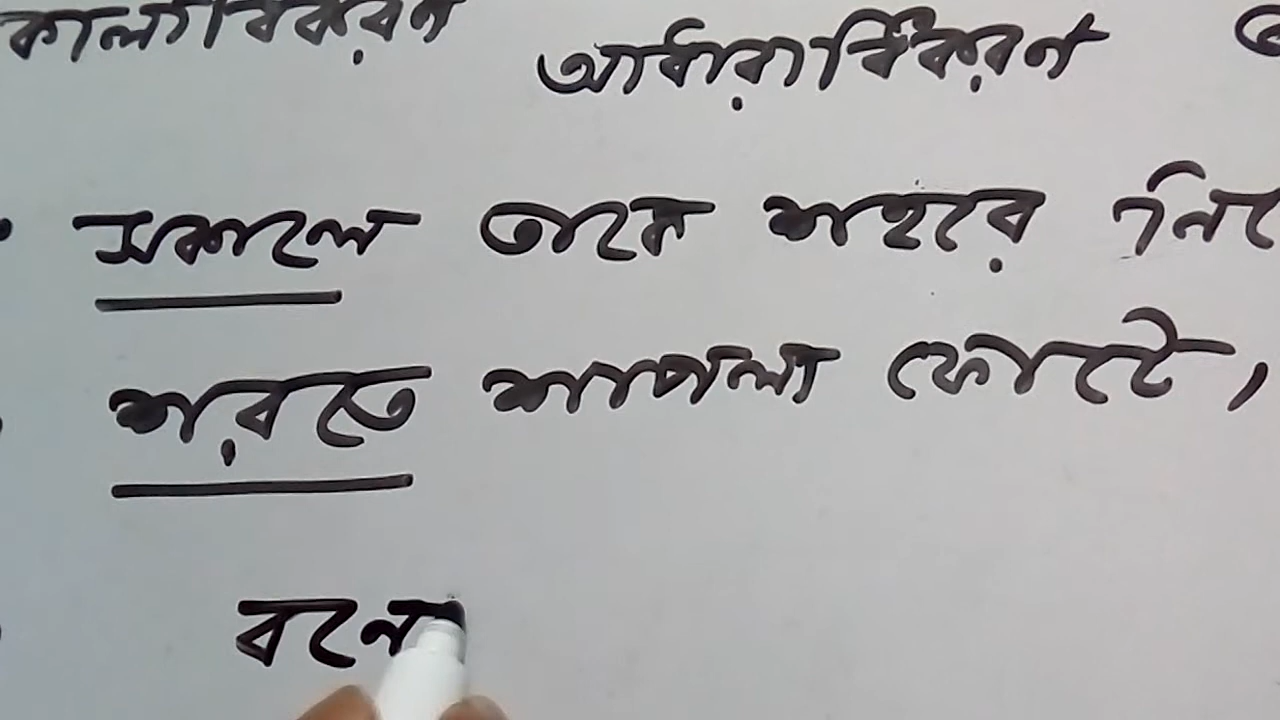 কালাধিকরণ আধারাধিকরণ
সকালে তাকে শহরে
শরতে শাপলা ফোটে,
বনে